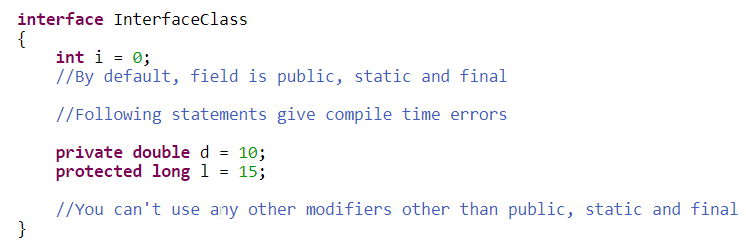 interface InterfaceClass
{
    int i = 0;
    //By default, field is public, static and final
    //Following statements give compile time errors
    private double d = 10;
    protected long l = 15;
    //You can't use any other modifiers other than public, static and final
}